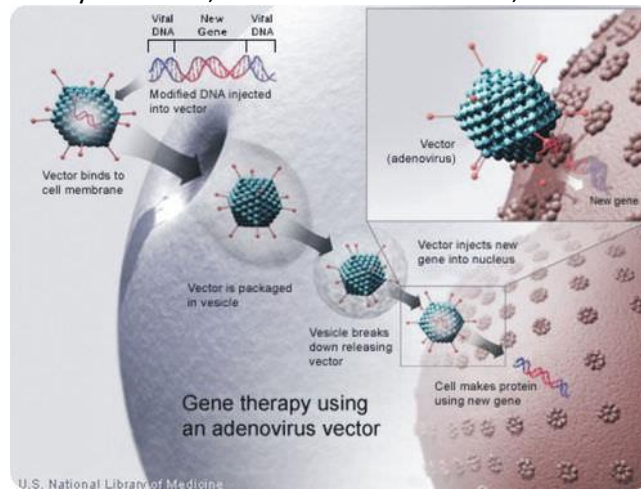 Viral
DNA
New
Gene
Viral
DNA
Modified DNA injected
into vector
Vector binds to
cell membrane
Vector is packaged
in vesicle
Vesicle breaks
down releasing
vector
Vector injects new
gene into nucleus
Cell makes protein
using new gene
Vector
(adenovirus)
New gene
Gene therapy using
an adenovirus vector
U.S. National Library of Medicine